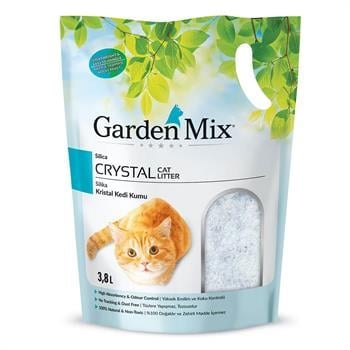 Garden Mix®
Silica
CRYSTAL CAT LITTER
Silika
Kristal Kedi Kumu
3,8L
High Absorbency & Odour Control | Yüksek Emilim ve Koku Kontrolü
No Tracking & Dust Free | Tüylere Yapışmaz, Tozsuzdur
100% Natural & Non-Toxic | %100 Doğaldır ve Zehirli Madde İçermez